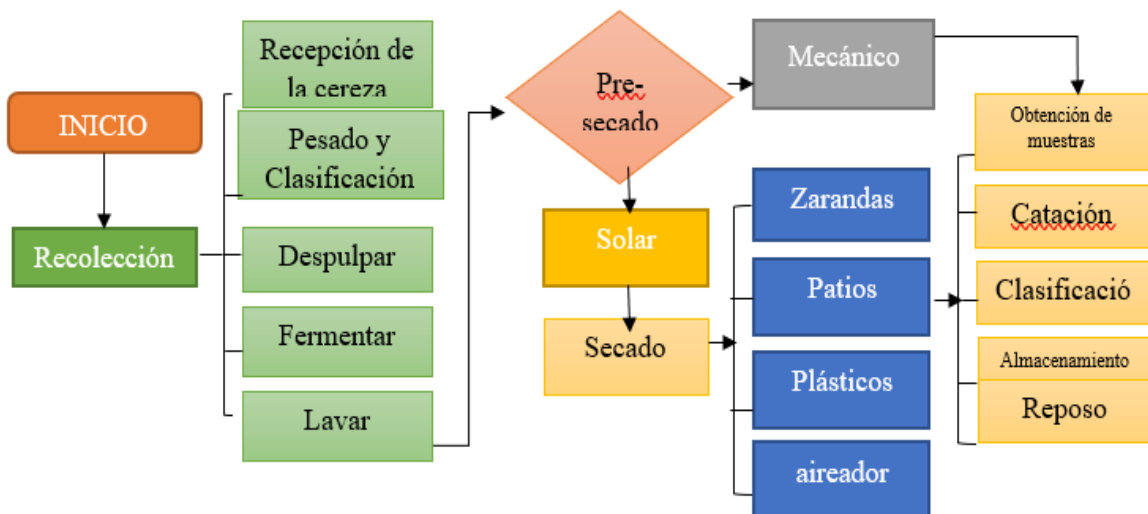 INICIO
Recolección
Recepción de
la cereza
Pesado y
Clasificación
Despulpar
Fermentar
Lavar
Pre-
secado
Mecánico
Solar
Secado
Zarandas
Patios
Plásticos
aireador
Obtención de
muestras
Catación
Clasificació
Almacenamiento
Reposo